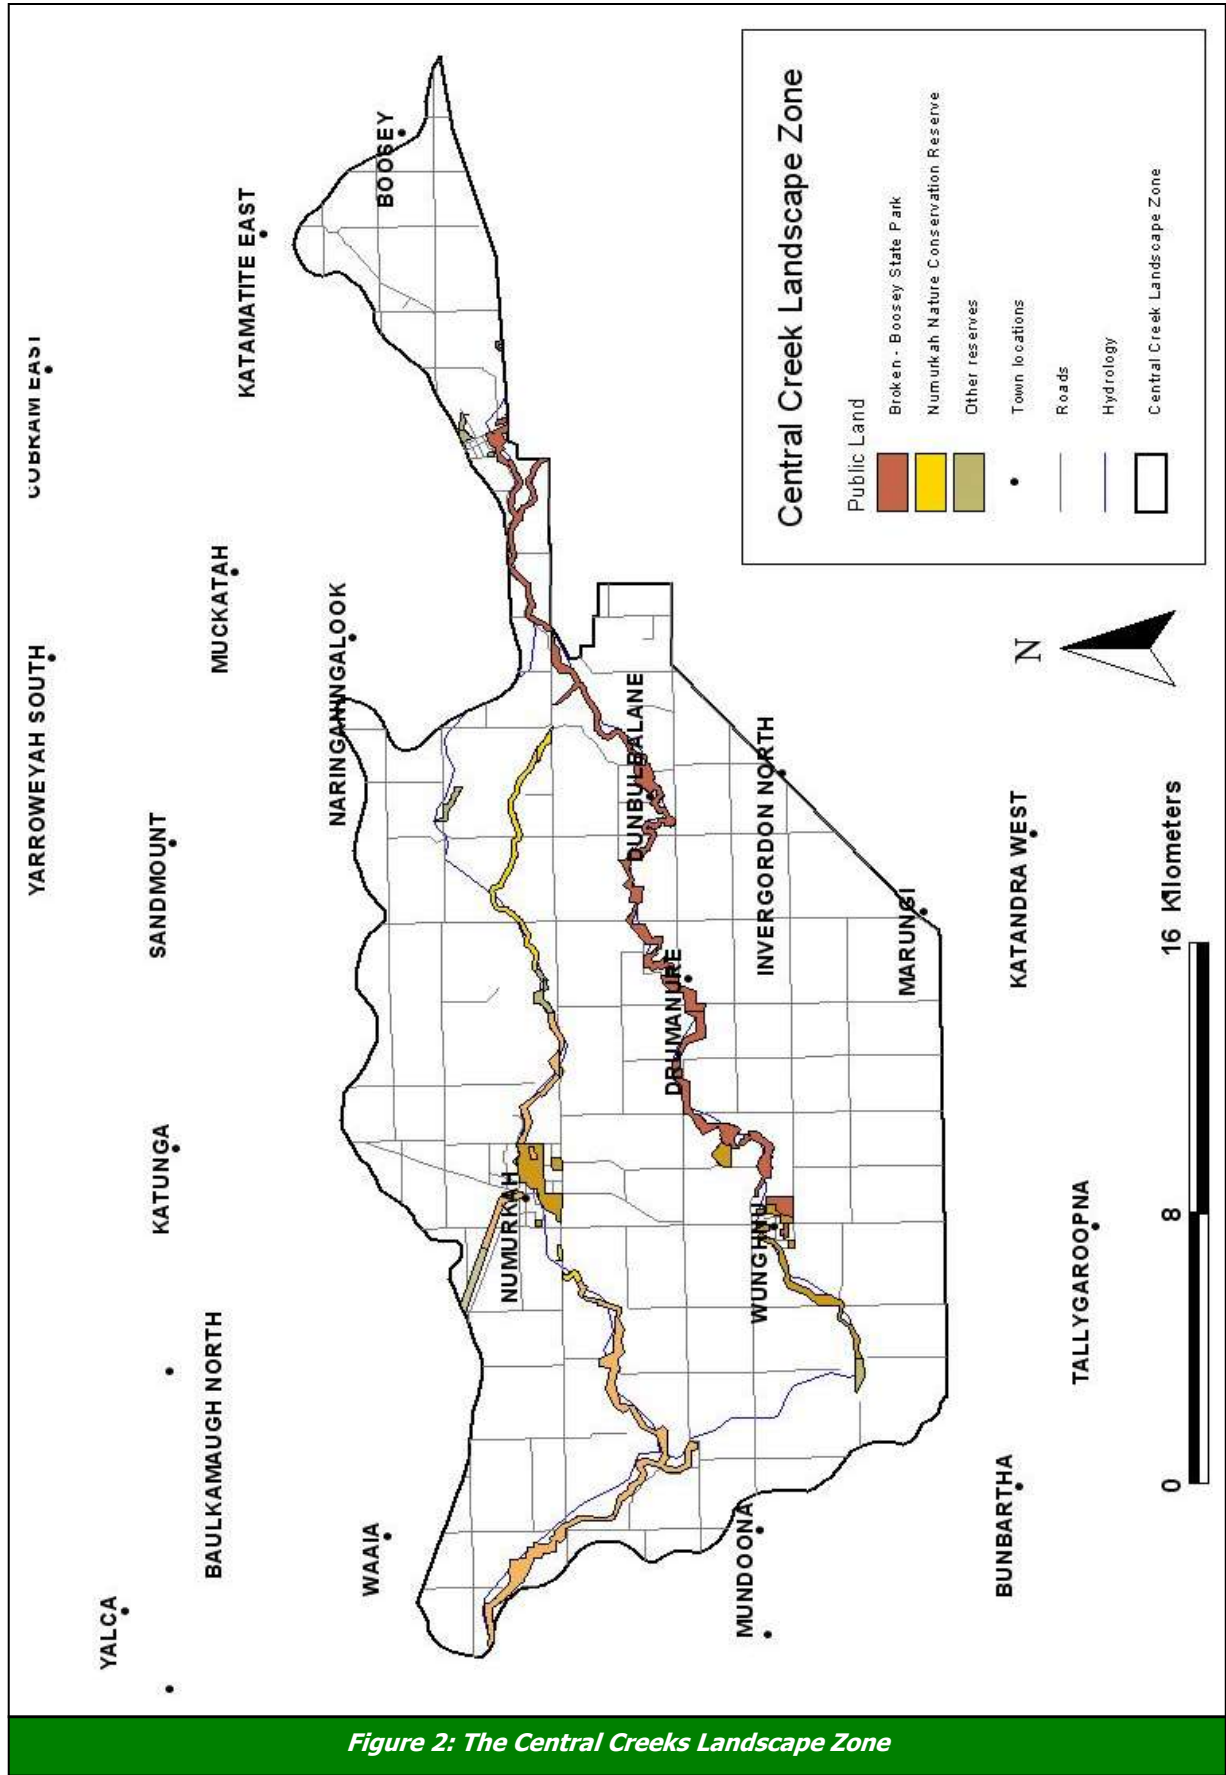 COBRAM EAST
KATAMATITE EAST
BOOSEY
YARROWEYAH SOUTH
MUCKATAH
NARINGANINGALOOK
SANDMOUNT
DUNBULBALANE
INVERGORDON NORTH
KATUNGA
DRUMANURE
MARUNGI
KATANDRA WEST
NUMURKAH
WUNGHNU
TALLYGAROOPNA
BAULKAMAUGH NORTH
YALCA
WAAIA
MUNDOONA
BUNBARTHA
Central Creek Landscape Zone
Public Land
Broken - Boosey State Park
Numurkah Nature Conservation Reserve
Other reserves
Town locations
Roads
Hydrology
Central Creek Landscape Zone
N
0 8 16 Kilometers
Figure 2: The Central Creeks Landscape Zone